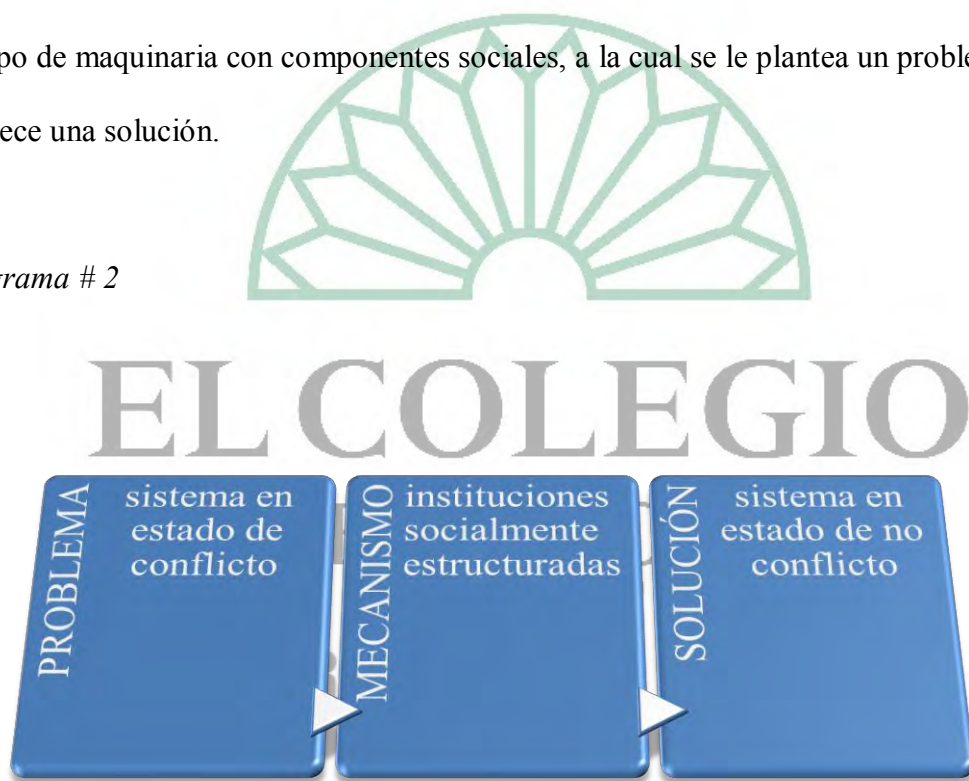 po de maquinaria con componentes sociales, a la cual se le plantea un proble
ece una solución.
grama # 2
EL COLEGIO
PROBLEMA
sistema en
estado de
conflicto
MECANISMO
instituciones
socialmente
estructuradas
SOLUCIÓN
sistema en
estado de no
conflicto